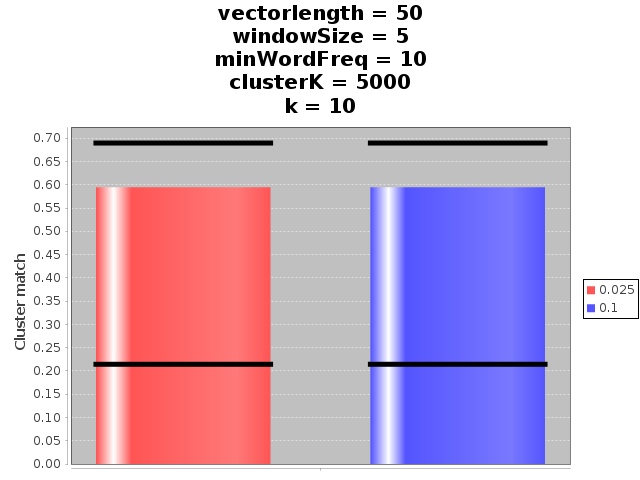 vectorlength = 50
windowSize = 5
minWordFreq = 10
clusterK = 5000
k = 10
0.70
0.65
0.60
0.55
0.50
0.45
0.40
0.35
0.30
0.25
0.20
0.15
0.10
0.05
0.00
Cluster match
0.025
0.1